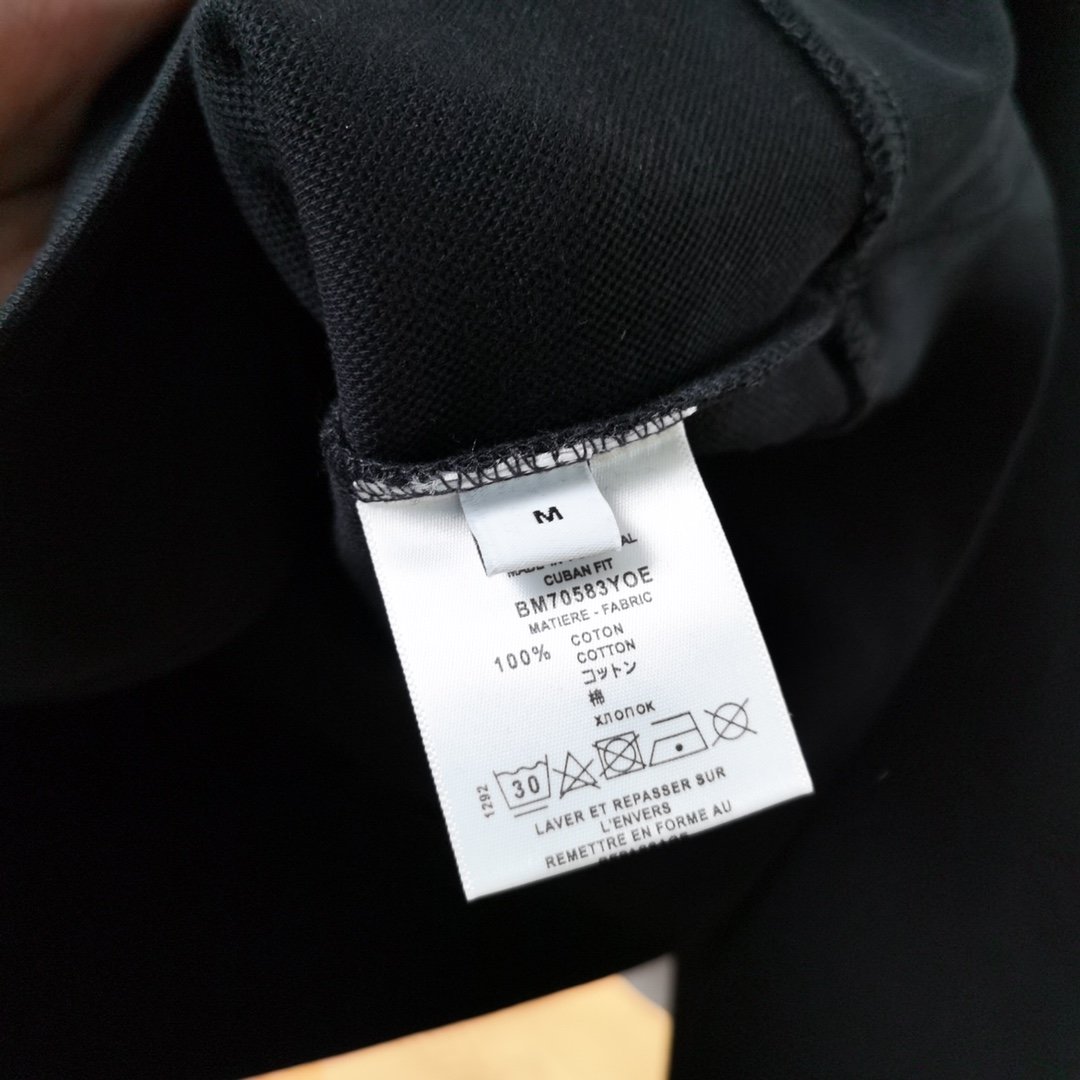 M
CUBAN FIT
BM70583YOE
MATIERE - FABRIC
100% COTON
COTTON
コットン
棉
хлопок
30
1292
LAVER ET REPASSER SUR
L'ENVERS
REMETTRE EN FORME AU